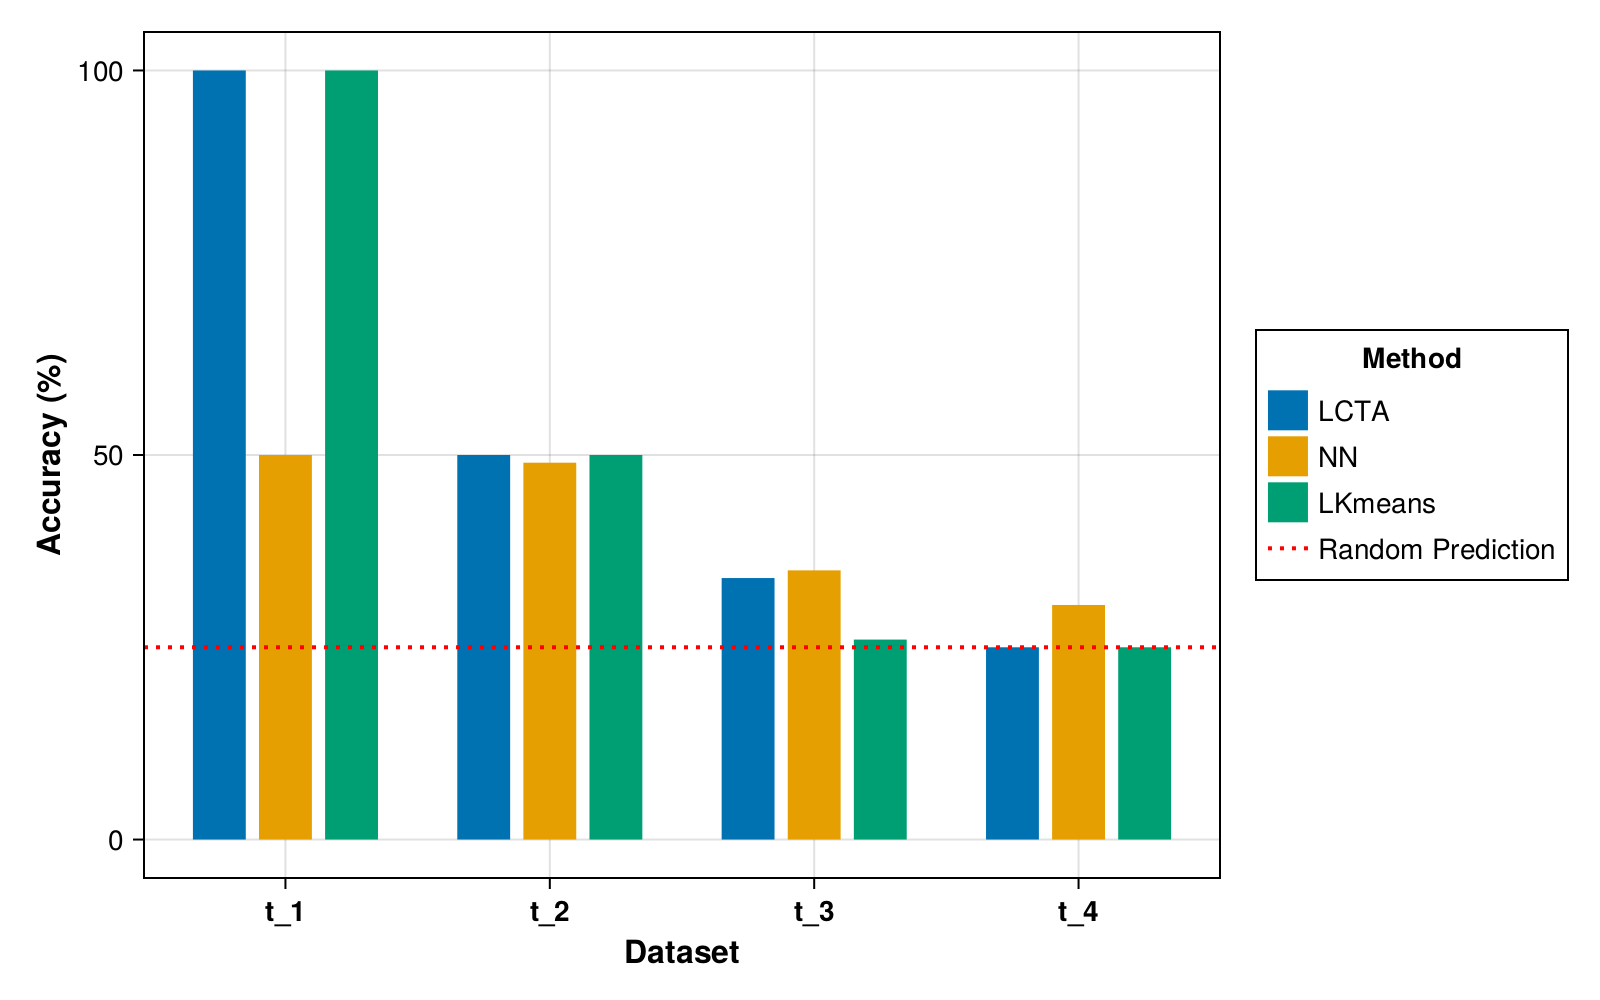 100
50
0
Accuracy (%)
t_1
t_2
t_3
t_4
Dataset
Method
LCTA
NN
LKmeans
Random Prediction